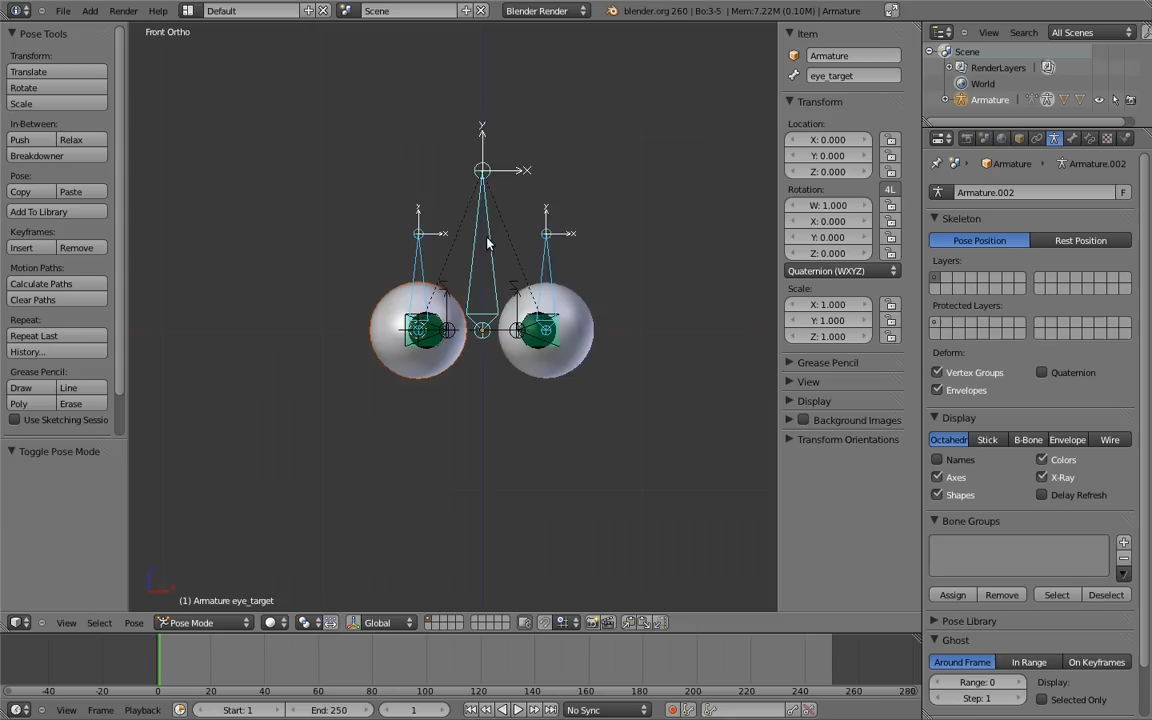 File Add Render Help Default Scene Blender Render blender.org 260 | Bo:3-5 | Mem:7.22M (0.10M) | Armature
Pose Tools
Transform:
Translate
Rotate
Scale
In-Between:
Push Relax
Breakdowner
Pose:
Copy Paste
Add To Library
Keyframes:
Insert Remove
Motion Paths:
Calculate Paths
Clear Paths
Repeat:
Repeat Last
History...
Grease Pencil:
Draw Line
Poly Erase
Use Sketching Sessio
Toggle Pose Mode
Front Ortho
Y
X
Y
X
Y
X
(1) Armature eye_target
View Select Pose Pose Mode Global
-40 -20 0 20 40 60 80 100 120 140 160 180 200 220 240 260 280
View Frame Playback Start: 1 End: 250 1 No Sync
Item
Armature
eye_target
Transform
Location:
X: 0.000
Y: 0.000
Z: 0.000
Rotation:
4L
W: 1.000
X: 0.000
Y: 0.000
Z: 0.000
Quaternion (WXYZ)
Scale:
X: 1.000
Y: 1.000
Z: 1.000
Grease Pencil
View
Display
Background Images
Transform Orientations
View Search All Scenes
Scene
RenderLayers
World
Armature
Armature Armature.002
Armature.002 F
Skeleton
Pose Position Rest Position
Layers:
Protected Layers:
Deform:
Vertex Groups Quaternion
Envelopes
Display
Octahedr Stick B-Bone Envelope Wire
Names Colors
Axes X-Ray
Shapes Delay Refresh
Bone Groups
Assign Remove Select Deselect
Pose Library
Ghost
Around Frame In Range On Keyframes
Range: 0 Display:
Step: 1 Selected Only